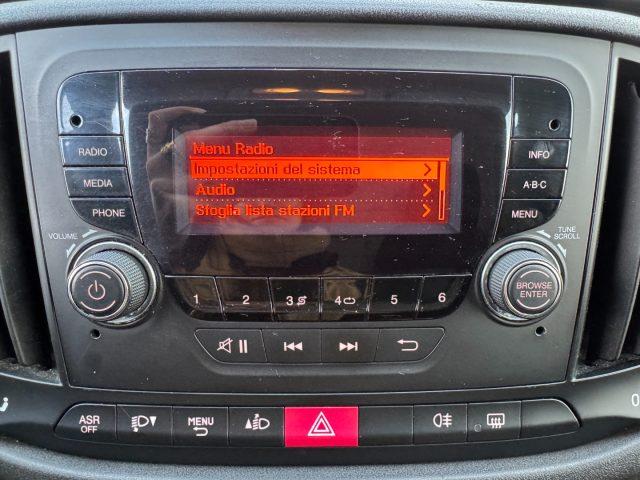 Menu Radio
Impostazioni del sistema
Audio
Sfoglia lista stazioni FM
RADIO
MEDIA
PHONE
INFO
A·B·C
MENU
VOLUME
TUNE
SCROLL
BROWSE
ENTER
1 2 3 4 5 6
ASR
OFF
MENU
0